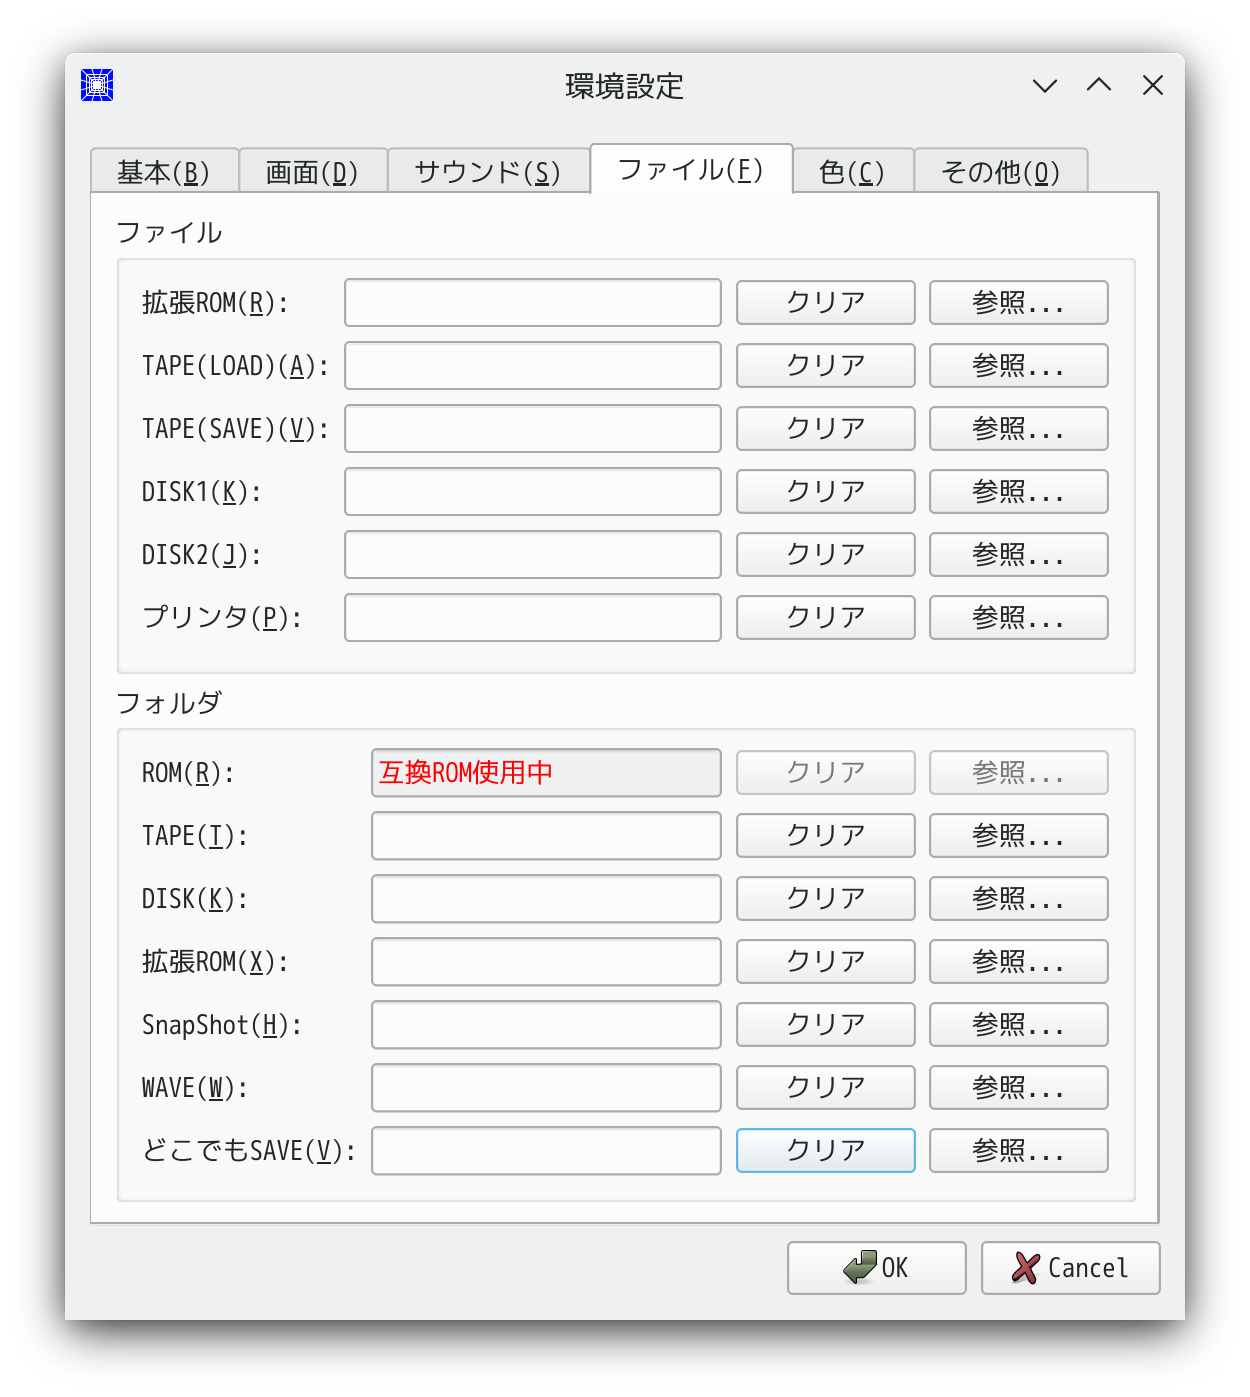 環境設定
基本(B) 画面(D) サウンド(S) ファイル(F) 色(C) その他(O)
ファイル
拡張ROM(R): クリア 参照...
TAPE(LOAD)(A): クリア 参照...
TAPE(SAVE)(V): クリア 参照...
DISK1(K): クリア 参照...
DISK2(J): クリア 参照...
プリンタ(P): クリア 参照...
フォルダ
ROM(R): 互換ROM使用中 クリア 参照...
TAPE(T): クリア 参照...
DISK(K): クリア 参照...
拡張ROM(X): クリア 参照...
SnapShot(H): クリア 参照...
WAVE(W): クリア 参照...
どこでもSAVE(V): クリア 参照...
OK Cancel